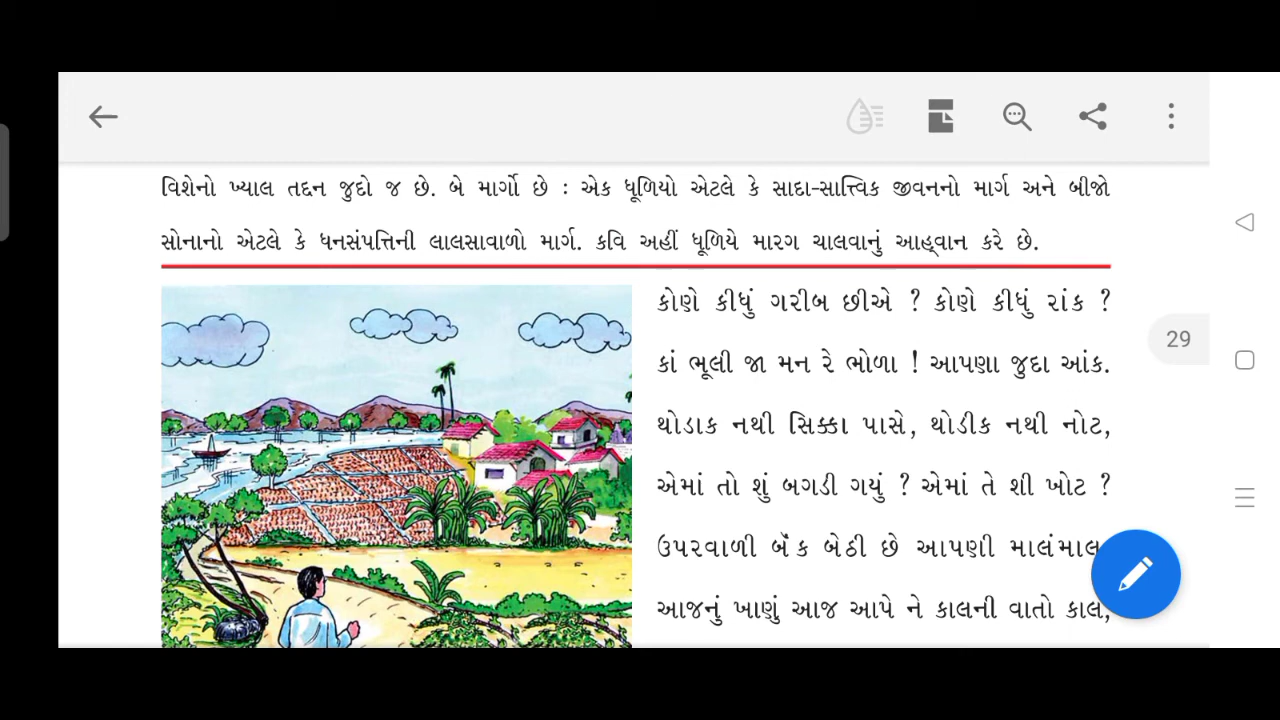 વિશેનો ખ્યાલ તદ્દન જુદો જ છે. બે માર્ગો છે : એક ધૂળિયો એટલે કે સાદા-સાત્ત્વિક જીવનનો માર્ગ અને બીજો
સોનાનો એટલે કે ધનસંપત્તિની લાલસાવાળો માર્ગ. કવિ અહીં ધૂળિયે મારગ ચાલવાનું આહ્‌વાન કરે છે.
કોણે કીધું ગરીબ છીએ ? કોણે કીધું રાંક ?
કાં ભૂલી જા મન રે ભોળા ! આપણા જુદા આંક.
29
થોડાક નથી સિક્કા પાસે, થોડીક નથી નોટ,
એમાં તો શું બગડી ગયું ? એમાં તે શી ખોટ ?
ઉપરવાળી બૅંક બેઠી છે આપણી માલંમાલ
આજનું ખાણું આજ આપે ને કાલની વાતો કાલ,